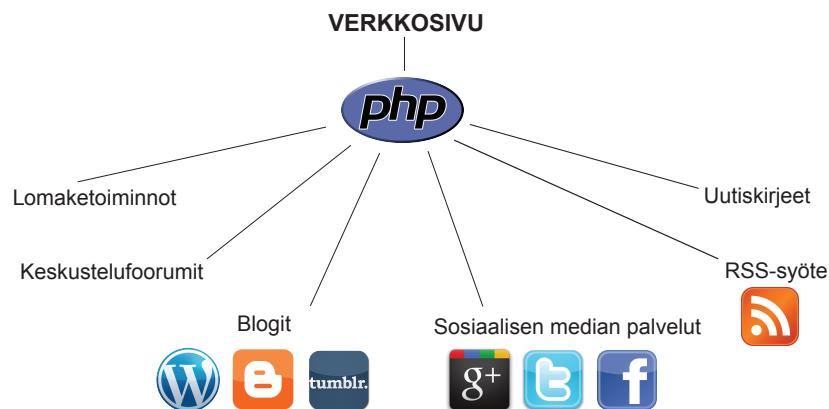 VERKKOSIVU
php
Lomaketoiminnot
Uutiskirjeet
Keskustelufoorumit
RSS-syöte
Blogit
Sosiaalisen median palvelut
W
B
tumblr.
g+
t
f